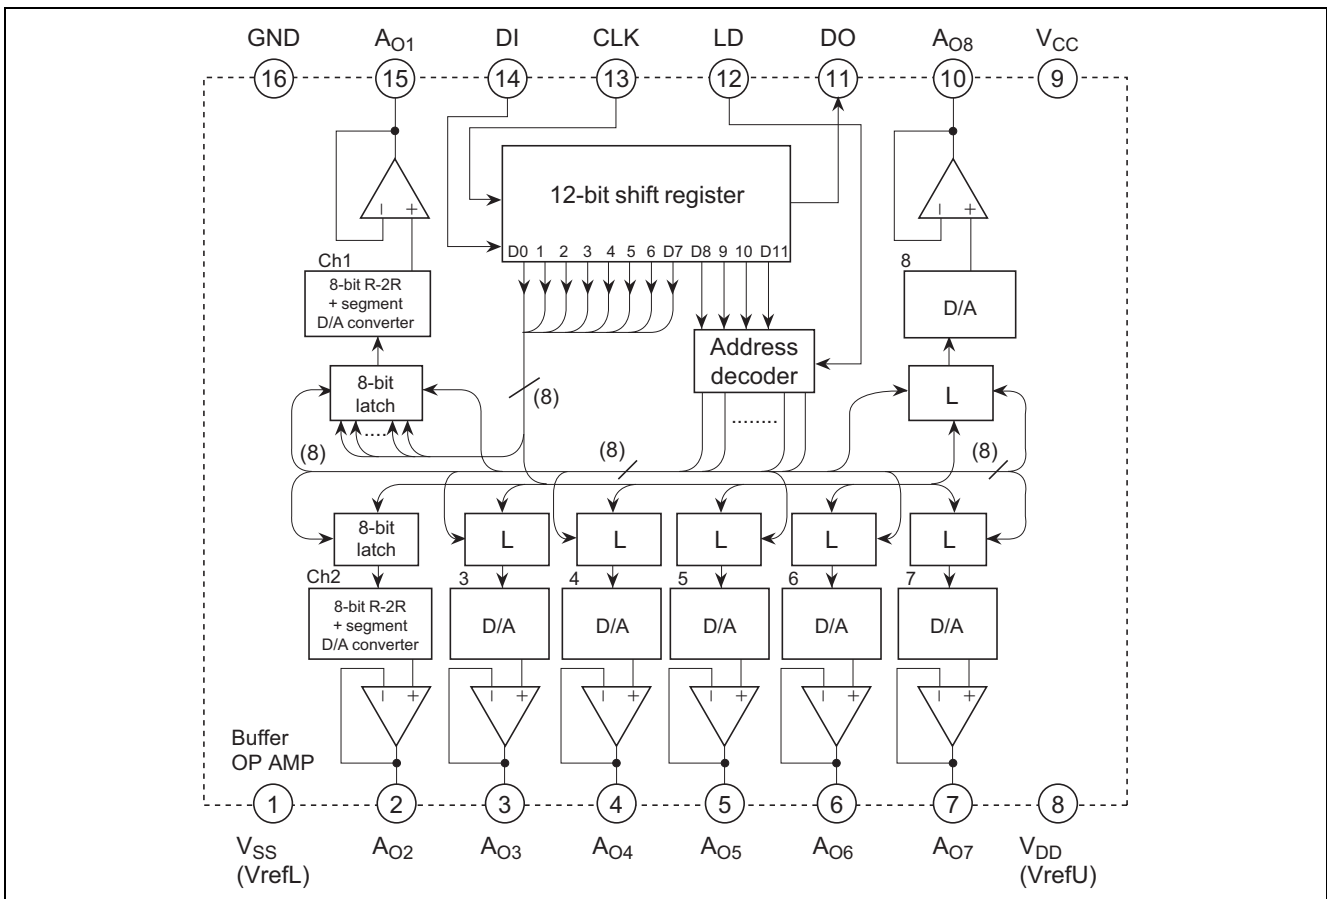 GND AO1 DI CLK LD DO AO8 VCC
16 15 14 13 12 11 10 9
12-bit shift register
D0 1 2 3 4 5 6 D7 D8 9 10 D11
− +
− +
Ch1
8-bit R-2R
+ segment
D/A converter
8
D/A
Address
decoder
8-bit
latch
(8)
L
........
....
(8)
(8)
(8)
8-bit
latch
L
L
L
L
L
Ch2
3
4
5
6
7
8-bit R-2R
+ segment
D/A converter
D/A
D/A
D/A
D/A
D/A
− +
− +
− +
− +
− +
− +
Buffer
OP AMP
1 2 3 4 5 6 7 8
VSS
(VrefL)
AO2 AO3 AO4 AO5 AO6 AO7
VDD
(VrefU)